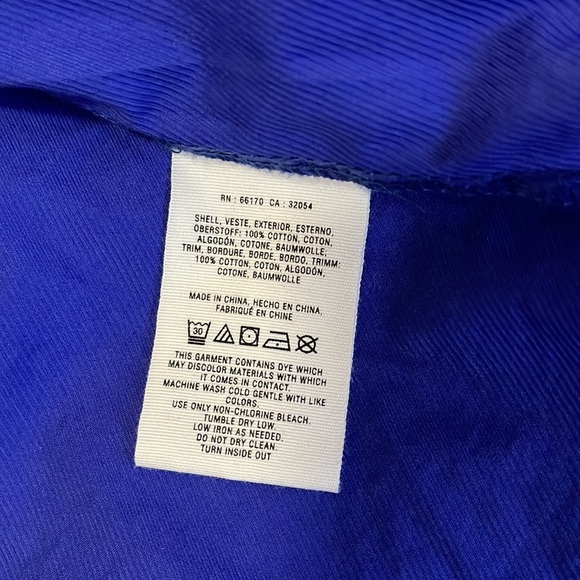 RN : 66170 CA : 32054
SHELL, VESTE, EXTERIOR, ESTERNO,
OBERSTOFF: 100% COTTON, COTON,
ALGODÓN, COTONE, BAUMWOLLE;
TRIM, BORDURE, BORDE, BORDO, TRIMM:
100% COTTON, COTON, ALGODÓN,
COTONE, BAUMWOLLE
MADE IN CHINA, HECHO EN CHINA,
FABRIQUÉ EN CHINE
30
THIS GARMENT CONTAINS DYE WHICH
MAY DISCOLOR MATERIALS WITH WHICH
IT COMES IN CONTACT.
MACHINE WASH COLD GENTLE WITH LIKE
COLORS.
USE ONLY NON-CHLORINE BLEACH.
TUMBLE DRY LOW.
LOW IRON AS NEEDED.
DO NOT DRY CLEAN.
TURN INSIDE OUT